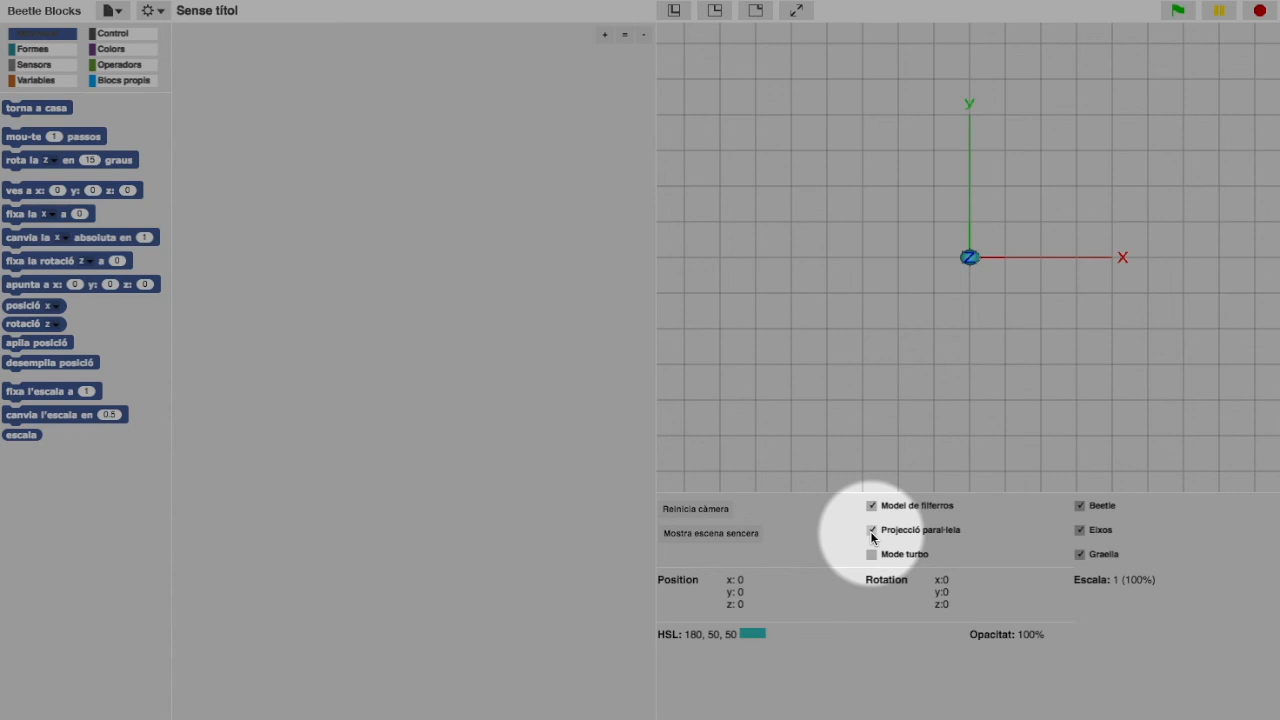 Beetle Blocks
Sense títol
+ = -
Control
Formes
Colors
Sensors
Operadors
Variables
Blocs propis
torna a casa
mou-te 1 passos
rota la z en 15 graus
ves a x: 0 y: 0 z: 0
fixa la x a 0
canvia la x absoluta en 1
fixa la rotació z a 0
apunta a x: 0 y: 0 z: 0
posició x
rotació z
apila posició
desempila posició
fixa l'escala a 1
canvia l'escala en 0.5
escala
y
Z
X
Reinicia càmera
Mostra escena sencera
Model de filferros
Projecció paral·lela
Mode turbo
Beetle
Eixos
Graella
Position
x: 0
y: 0
z: 0
Rotation
x:0
y:0
z:0
Escala: 1 (100%)
HSL: 180, 50, 50
Opacitat: 100%